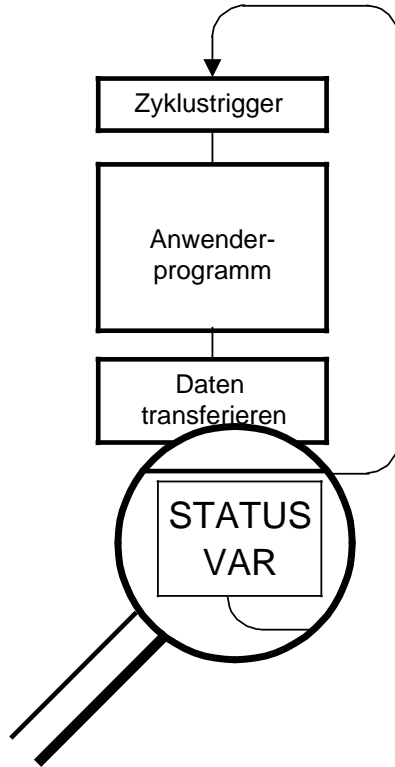 Zyklustrigger
Anwender-
programm
Daten
transferieren
STATUS
VAR